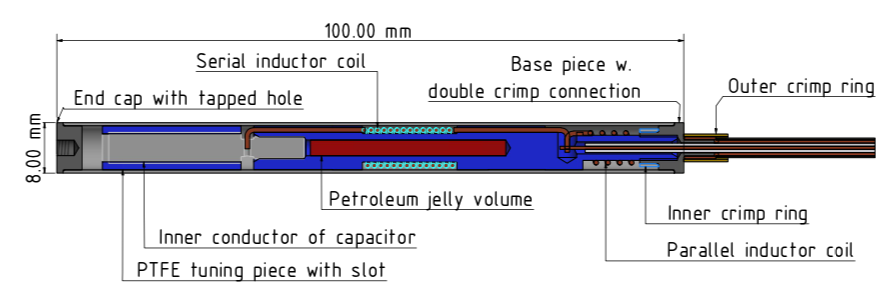 100.00 mm
Serial inductor coil
Base piece w.
double crimp connection
Outer crimp ring
End cap with tapped hole
8.00 mm
Petroleum jelly volume
Inner crimp ring
Inner conductor of capacitor
Parallel inductor coil
PTFE tuning piece with slot